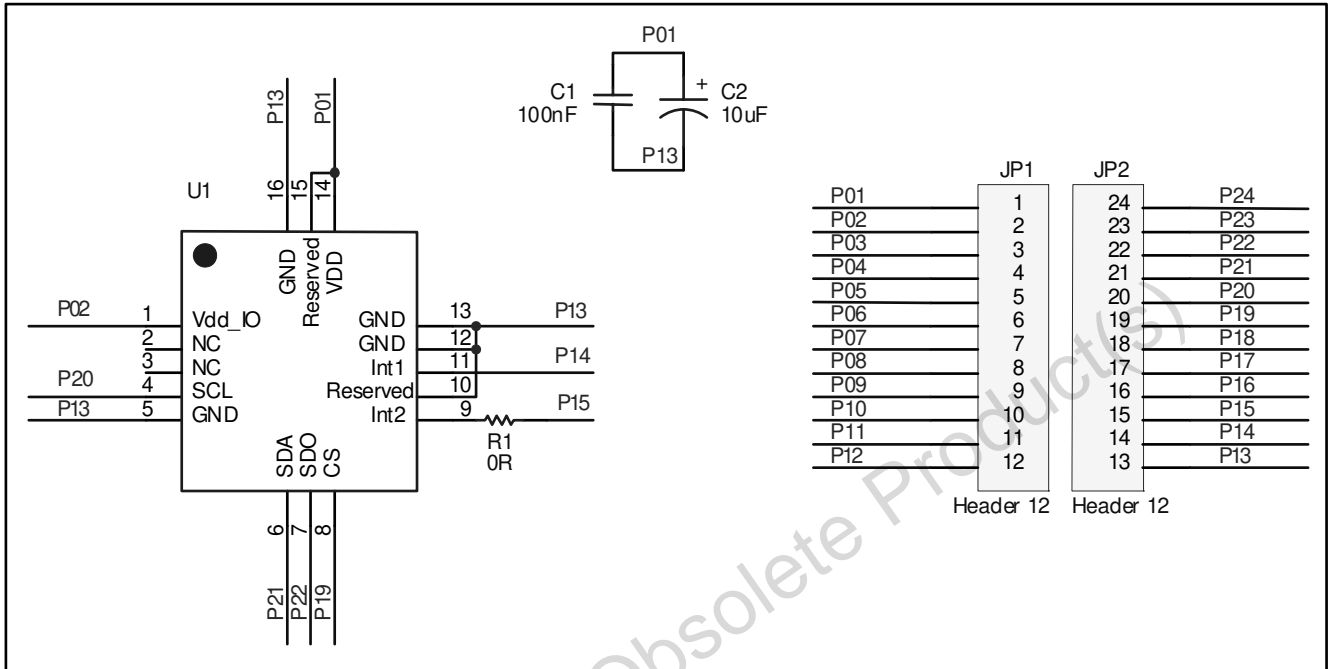 P01
C1
100nF
+ C2
10uF
P13
P13
P01
16
15
14
U1
GND
Reserved
VDD
P02 1 Vdd_IO
2 NC
3 NC
P20 4 SCL
P13 5 GND
GND 13 P13
GND 12
Int1 11 P14
Reserved 10
Int2 9 P15
R1
0R
SDA
SDO
CS
6
7
8
P21
P22
P19
JP1
P01 1
P02 2
P03 3
P04 4
P05 5
P06 6
P07 7
P08 8
P09 9
P10 10
P11 11
P12 12
Header 12
JP2
24 P24
23 P23
22 P22
21 P21
20 P20
19 P19
18 P18
17 P17
16 P16
15 P15
14 P14
13 P13
Header 12
Obsolete Product(s)